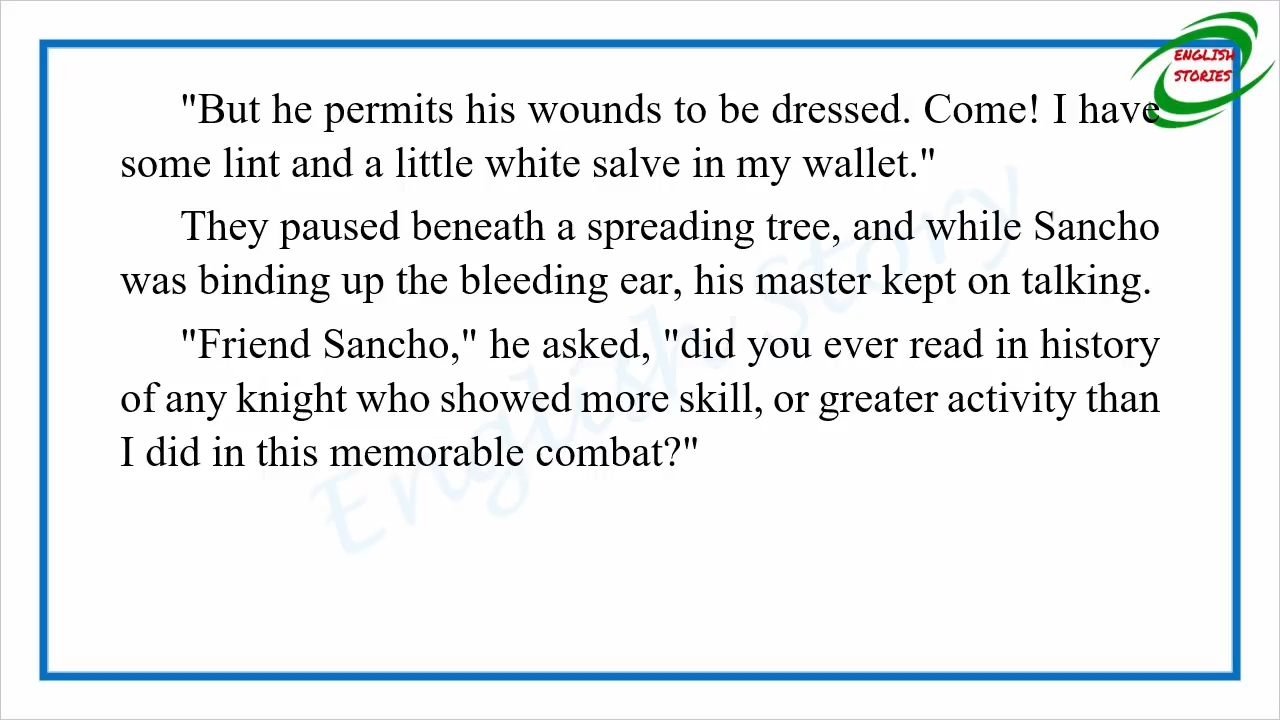 ENGLISH
STORIES
"But he permits his wounds to be dressed. Come! I have
some lint and a little white salve in my wallet."
They paused beneath a spreading tree, and while Sancho
was binding up the bleeding ear, his master kept on talking.
"Friend Sancho," he asked, "did you ever read in history
of any knight who showed more skill, or greater activity than
I did in this memorable combat?"
English story